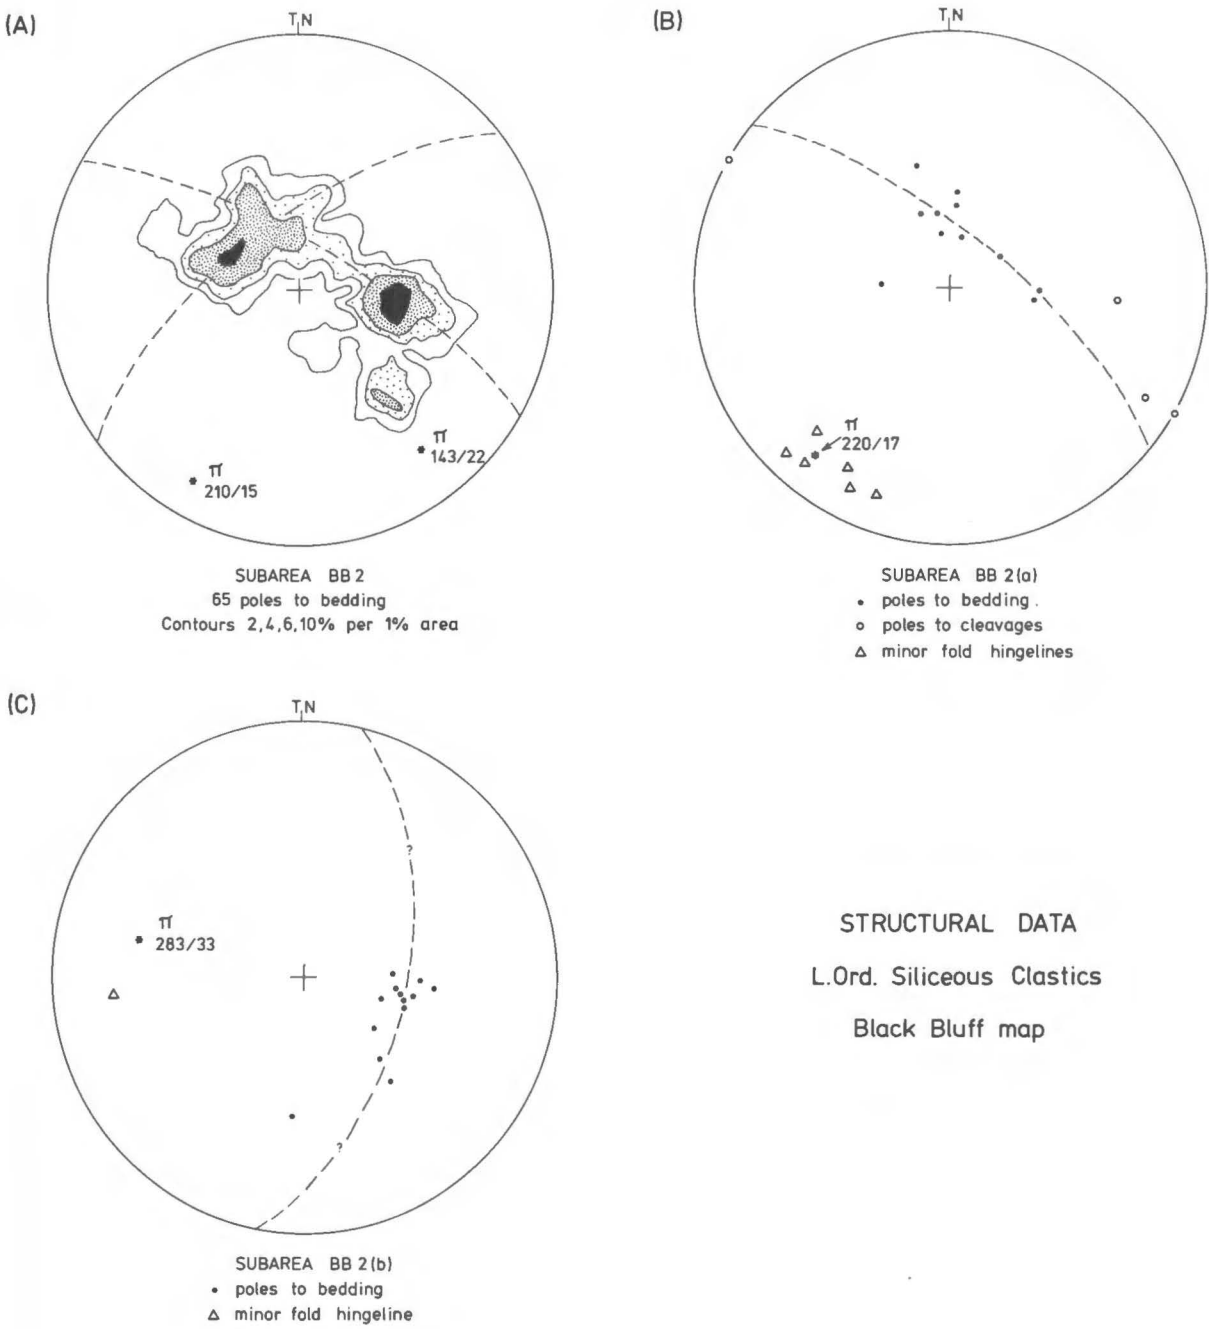 (A)
T N
π
143/22
π
210/15
SUBAREA BB 2
65 poles to bedding
Contours 2,4,6,10% per 1% area
(B)
T N
π
220/17
SUBAREA BB 2(a)
• poles to bedding .
o poles to cleavages
△ minor fold hingelines
(C)
T N
?
π
283/33
?
SUBAREA BB 2(b)
• poles to bedding
△ minor fold hingeline
STRUCTURAL DATA
L.Ord. Siliceous Clastics
Black Bluff map